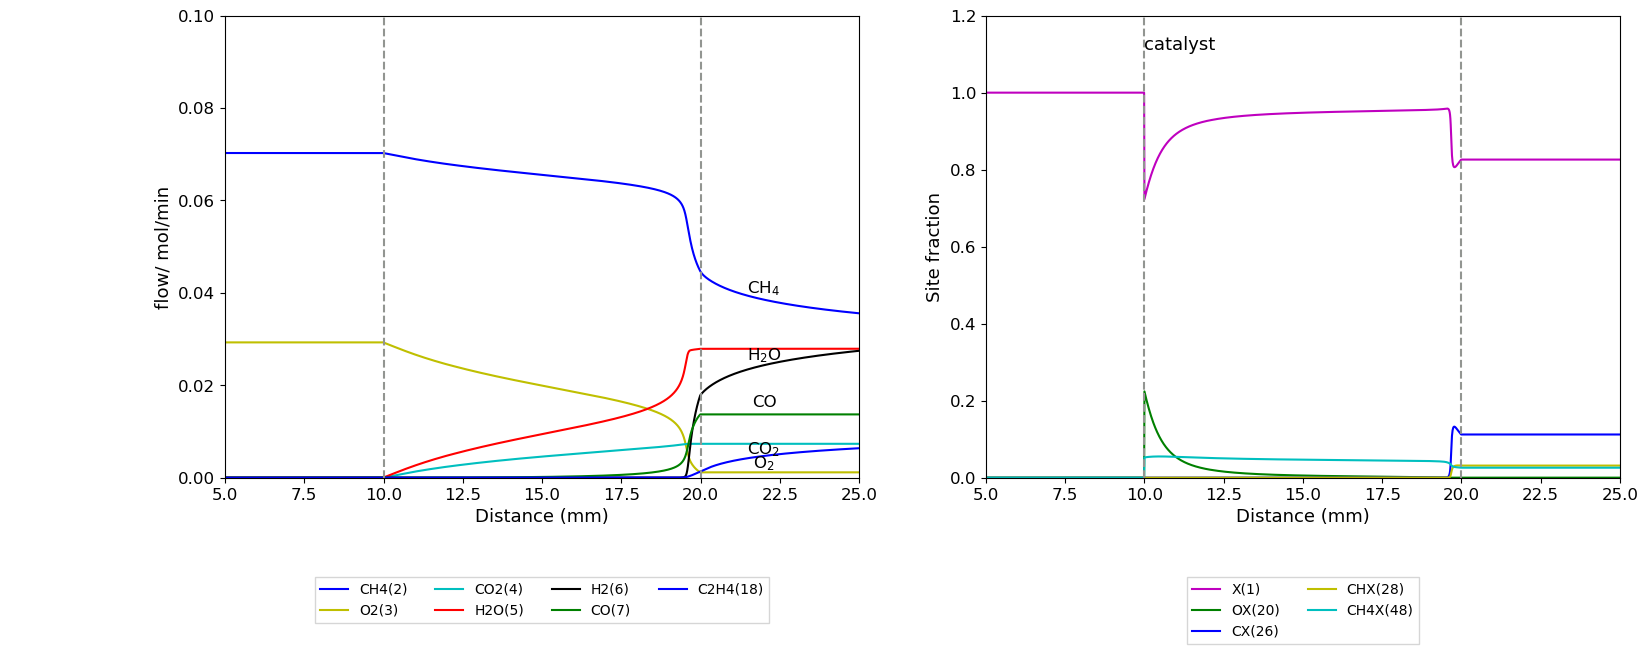 0.10
0.08
0.06
0.04
0.02
0.00
flow/ mol/min
CH₄
H₂O
CO
CO₂
O₂
5.0 7.5 10.0 12.5 15.0 17.5 20.0 22.5 25.0
Distance (mm)
CH4(2) CO2(4) H2(6) C2H4(18)
O2(3) H2O(5) CO(7)
1.2
1.0
0.8
0.6
0.4
0.2
0.0
Site fraction
catalyst
5.0 7.5 10.0 12.5 15.0 17.5 20.0 22.5 25.0
Distance (mm)
X(1) CHX(28)
OX(20) CH4X(48)
CX(26)